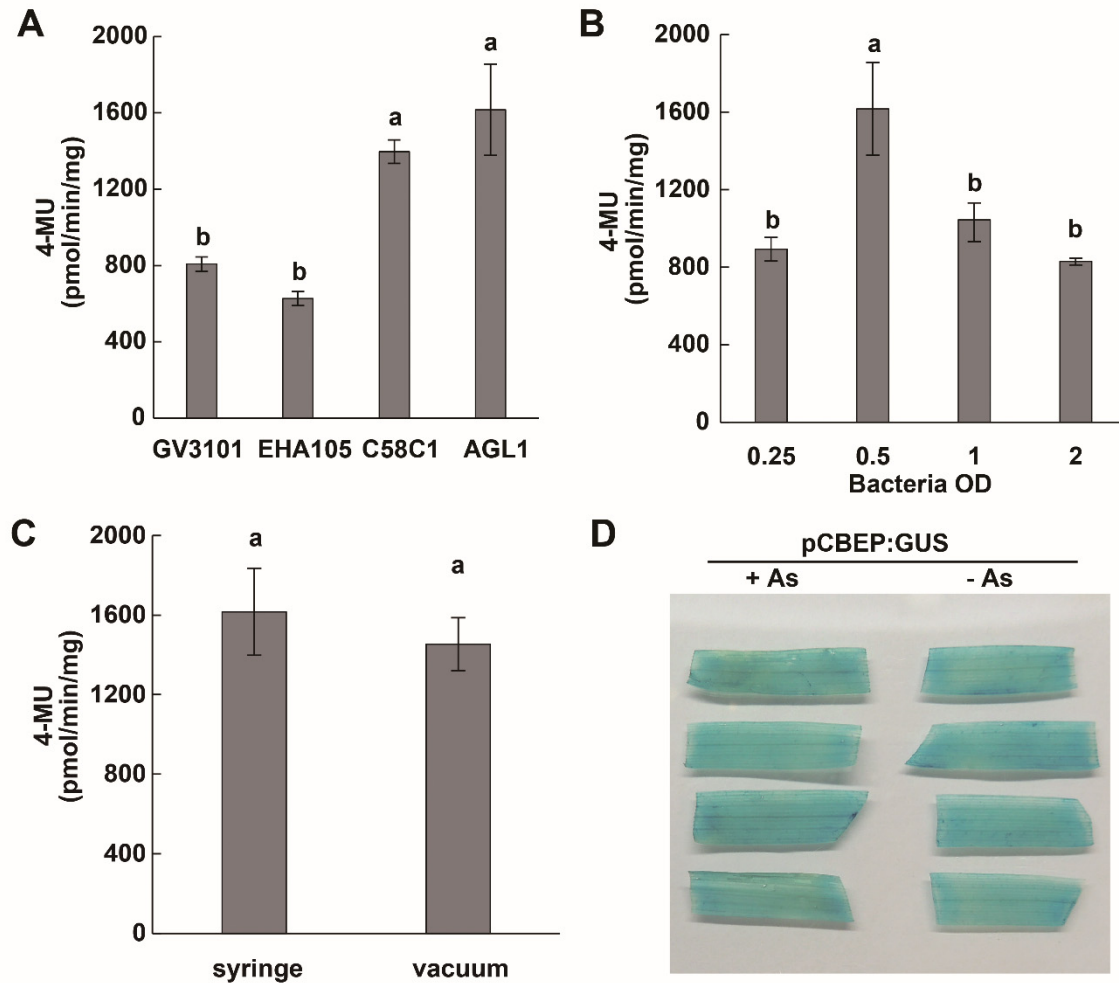 A
4-MU
(pmol/min/mg)
2000
1600
1200
800
400
0
b
b
a
a
GV3101 EHA105 C58C1 AGL1
B
4-MU
(pmol/min/mg)
2000
1600
1200
800
400
0
b
a
b
b
0.25 0.5 1 2
Bacteria OD
C
4-MU
(pmol/min/mg)
2000
1600
1200
800
400
0
a
a
syringe vacuum
D
pCBEP:GUS
+ As - As